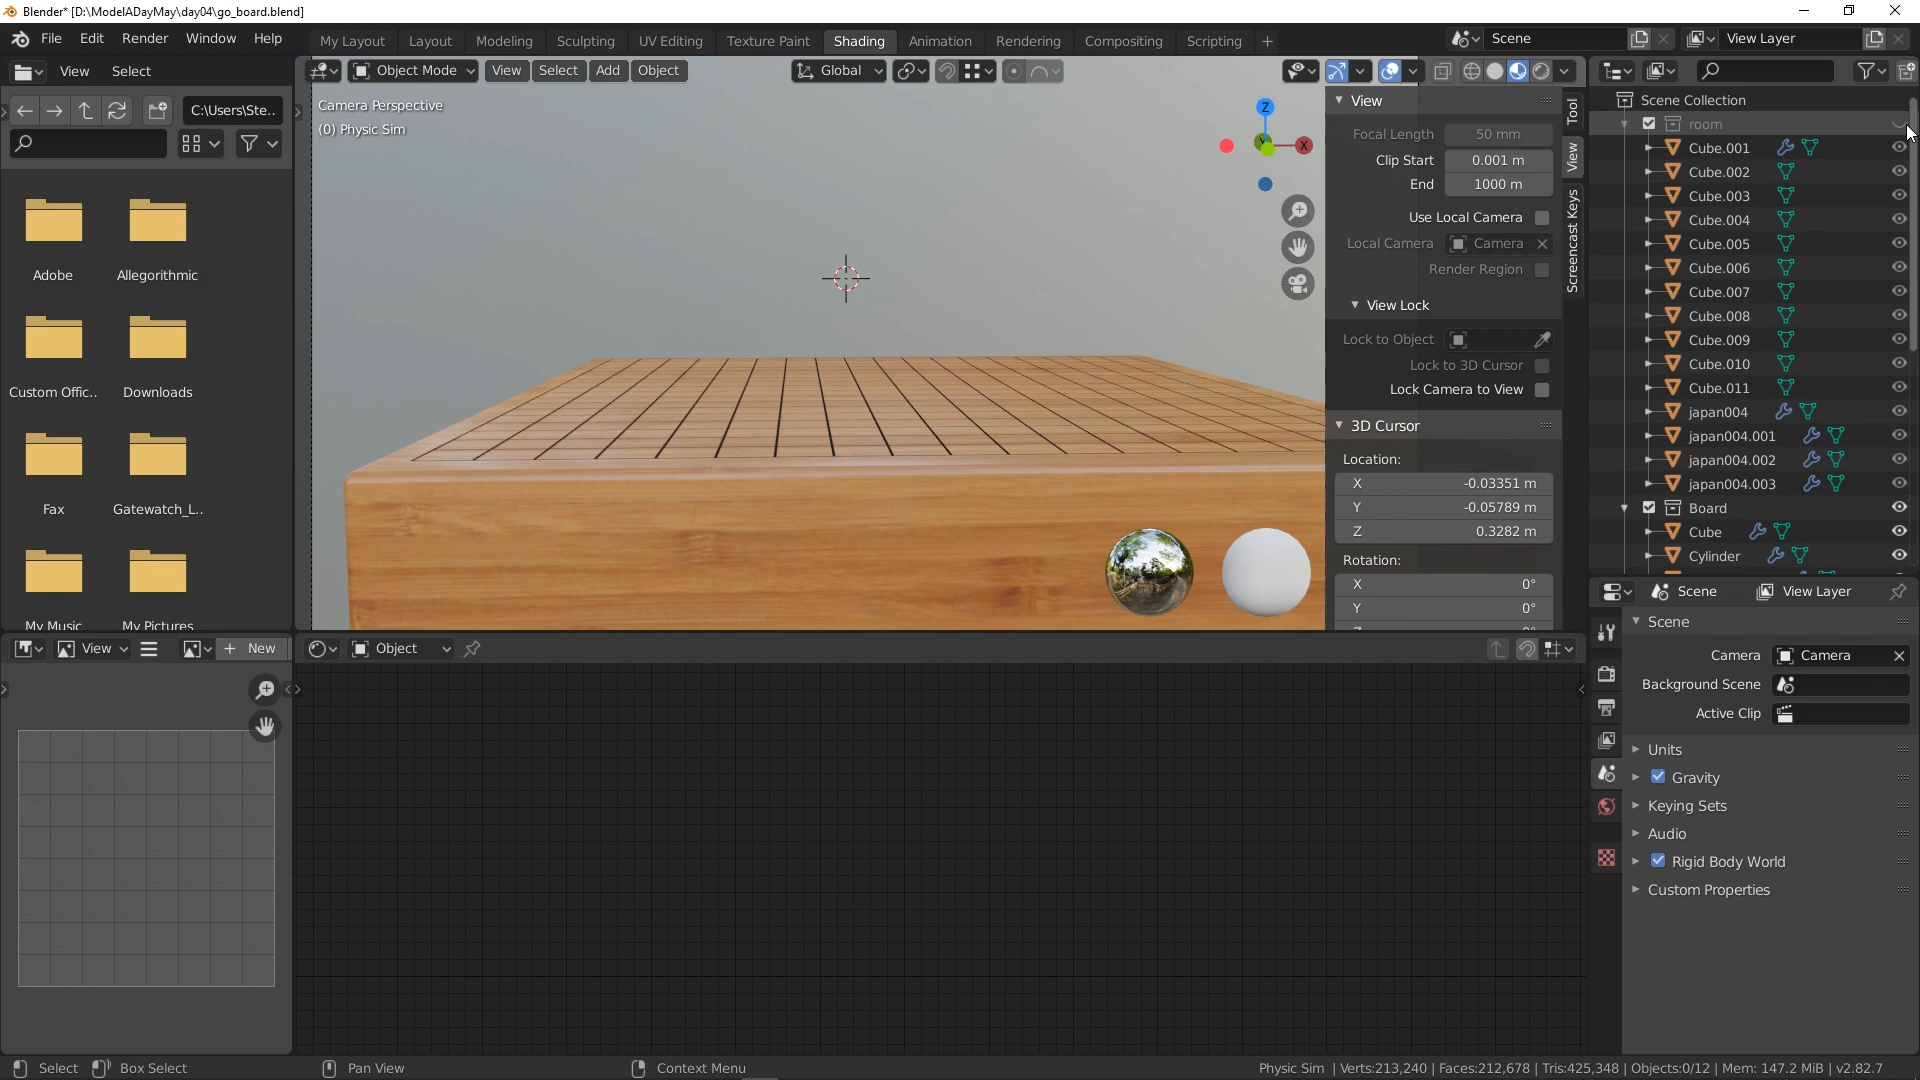 Blender* [D:\ModelADayMay\day04\go_board.blend]
File Edit Render Window Help
My Layout Layout Modeling Sculpting UV Editing Texture Paint Shading Animation Rendering Compositing Scripting
Scene
View Layer
View Select
Object Mode View Select Add Object
Global
C:\Users\Ste..
Adobe
Allegorithmic
Custom Offic..
Downloads
Fax
Gatewatch_L..
My Music
My Pictures
Camera Perspective
(0) Physic Sim
Z
X
View
Focal Length 50 mm
Clip Start 0.001 m
End 1000 m
Use Local Camera
Local Camera Camera
Render Region
View Lock
Lock to Object
Lock to 3D Cursor
Lock Camera to View
3D Cursor
Location:
X -0.03351 m
Y -0.05789 m
Z 0.3282 m
Rotation:
X 0°
Y 0°
Tool
View
Screencast Keys
Scene Collection
room
Cube.001
Cube.002
Cube.003
Cube.004
Cube.005
Cube.006
Cube.007
Cube.008
Cube.009
Cube.010
Cube.011
japan004
japan004.001
japan004.002
japan004.003
Board
Cube
Cylinder
Scene View Layer
Scene
Camera Camera
Background Scene
Active Clip
Units
Gravity
Keying Sets
Audio
Rigid Body World
Custom Properties
View New
Object
Select Box Select Pan View Context Menu
Physic Sim | Verts:213,240 | Faces:212,678 | Tris:425,348 | Objects:0/12 | Mem: 147.2 MiB | v2.82.7